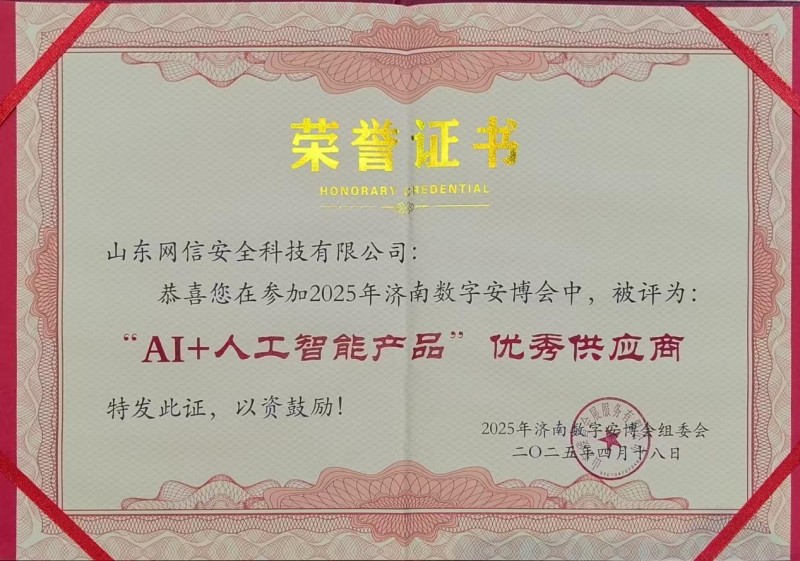 荣誉证书
HONORARY CREDENTIAL
山东网信安全科技有限公司：
恭喜您在参加2025年济南数字安博会中，被评为：
“AI+人工智能产品”优秀供应商
特发此证，以资鼓励！
2025年济南数字安博会组委会
二〇二五年四月十八日